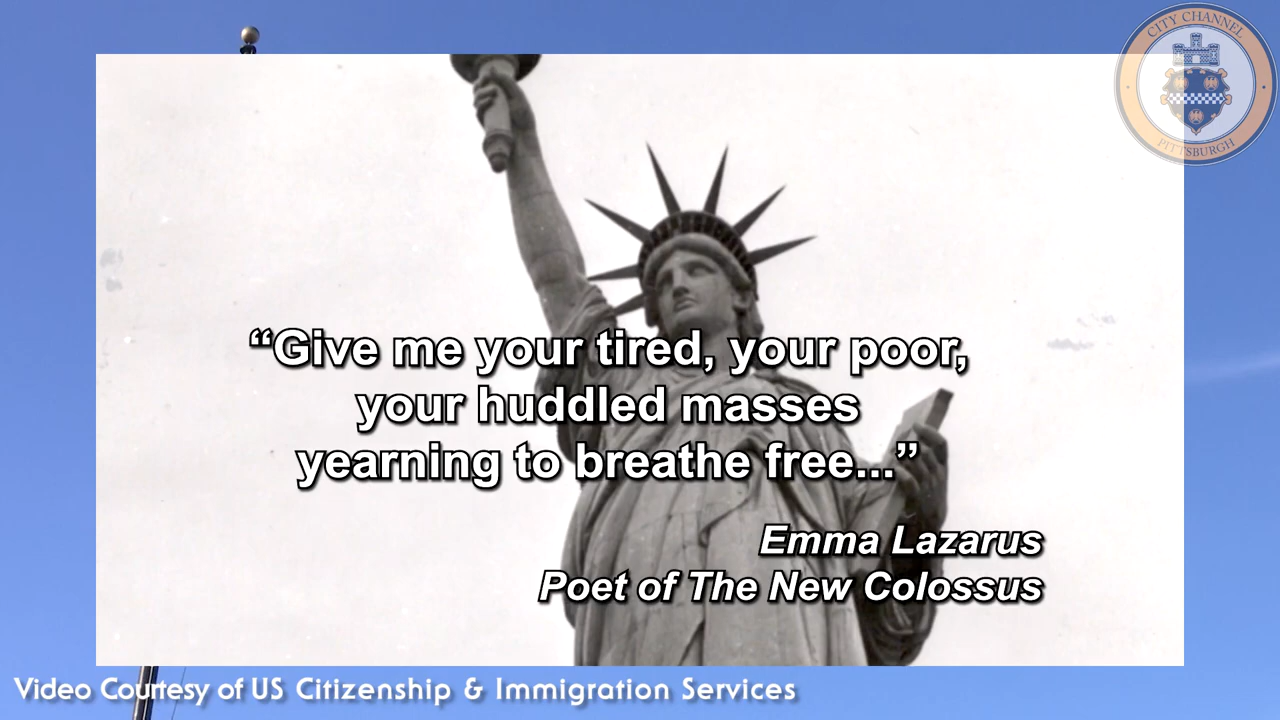 CITY CHANNEL
PITTSBURGH
“Give me your tired, your poor,
your huddled masses
yearning to breathe free...”
Emma Lazarus
Poet of The New Colossus
Video Courtesy of US Citizenship & Immigration Services